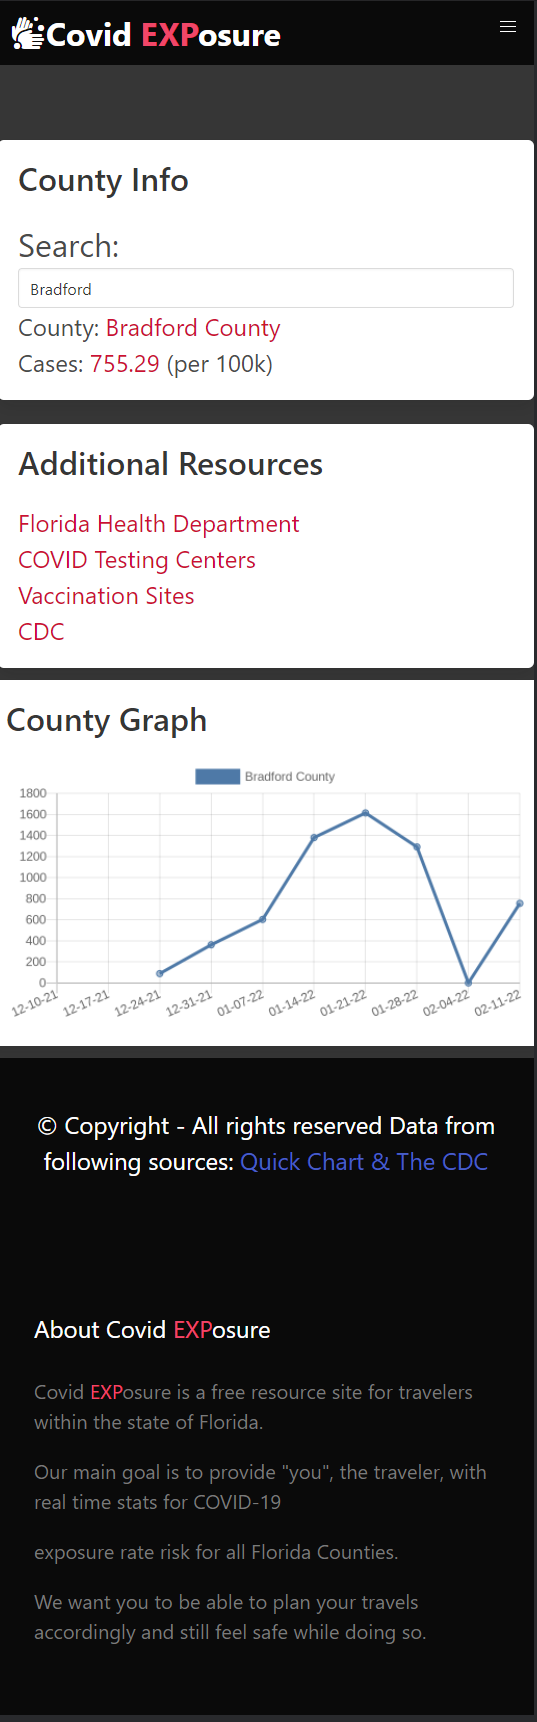 Covid EXPosure
County Info
Search:
Bradford
County: Bradford County
Cases: 755.29 (per 100k)
Additional Resources
Florida Health Department
COVID Testing Centers
Vaccination Sites
CDC
County Graph
Bradford County
1800
1600
1400
1200
1000
800
600
400
200
0
12-10-21
12-17-21
12-24-21
12-31-21
01-07-22
01-14-22
01-21-22
01-28-22
02-04-22
02-11-22
© Copyright - All rights reserved Data from
following sources: Quick Chart & The CDC
About Covid EXPosure
Covid EXPosure is a free resource site for travelers
within the state of Florida.
Our main goal is to provide "you", the traveler, with
real time stats for COVID-19
exposure rate risk for all Florida Counties.
We want you to be able to plan your travels
accordingly and still feel safe while doing so.